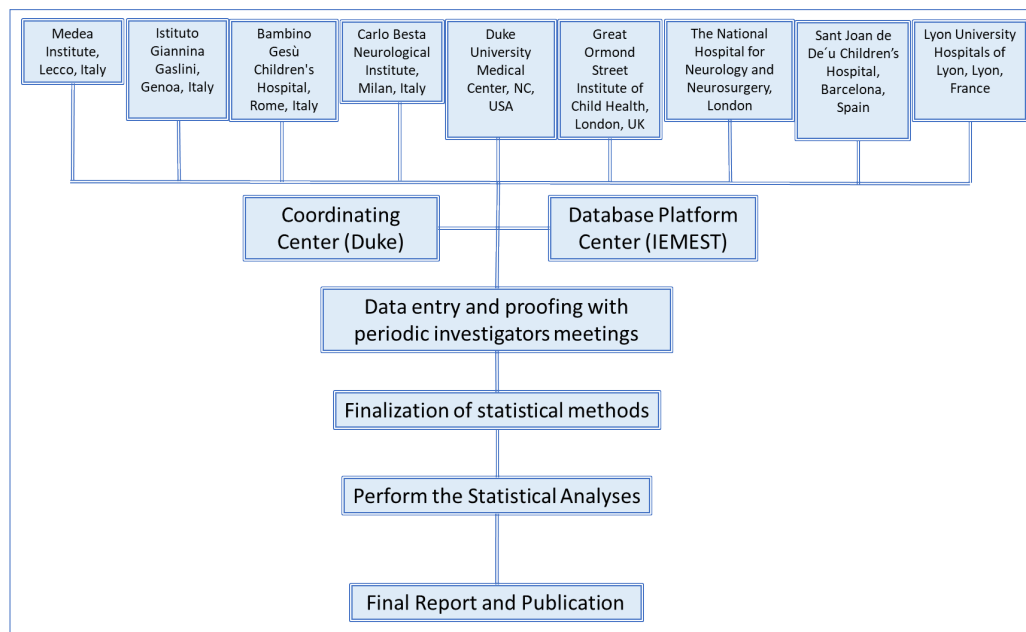 Medea
Institute,
Lecco, Italy
Istituto
Giannina
Gaslini,
Genoa, Italy
Bambino
Gesù
Children's
Hospital,
Rome, Italy
Carlo Besta
Neurological
Institute,
Milan, Italy
Duke
University
Medical
Center, NC,
USA
Great
Ormond
Street
Institute of
Child Health,
London, UK
The National
Hospital for
Neurology and
Neurosurgery,
London
Sant Joan de
De´u Children’s
Hospital,
Barcelona,
Spain
Lyon University
Hospitals of
Lyon, Lyon,
France
Coordinating
Center (Duke)
Database Platform
Center (IEMEST)
Data entry and proofing with
periodic investigators meetings
Finalization of statistical methods
Perform the Statistical Analyses
Final Report and Publication